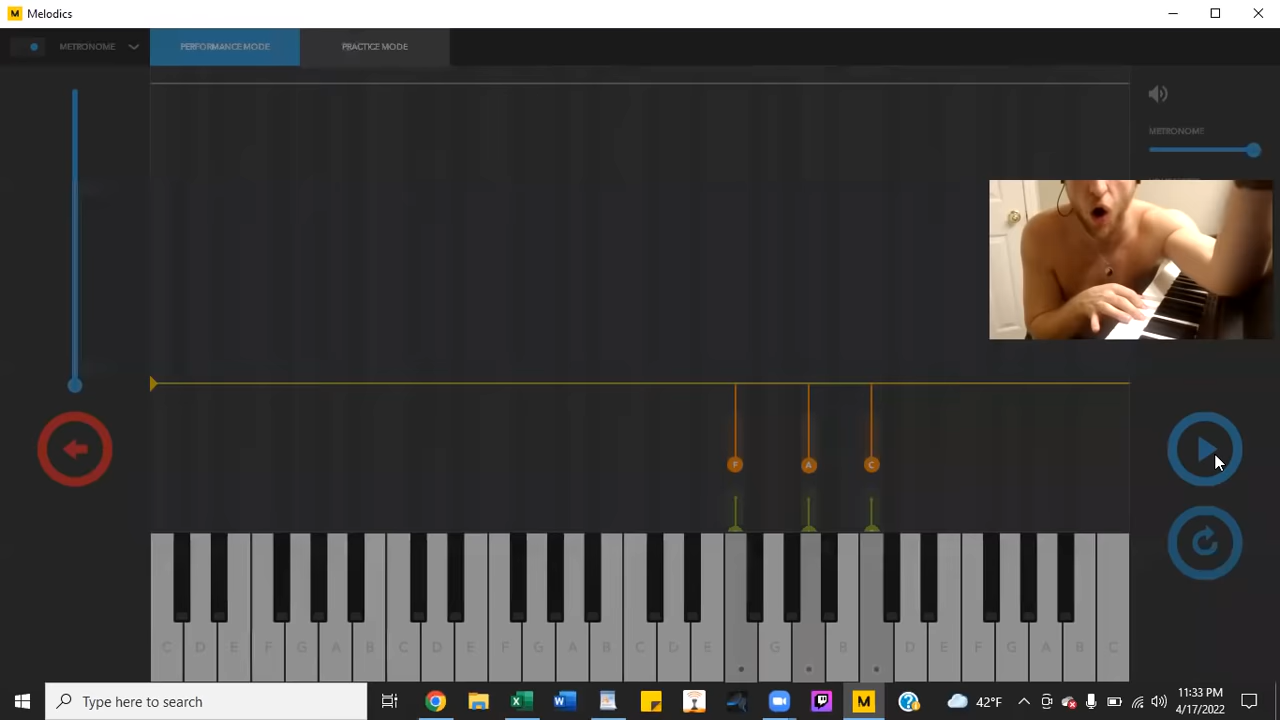 Melodics
METRONOME
PERFORMANCE MODE
PRACTICE MODE
METRONOME
F A C
C D E F G A B C D E F G A B C D E G B D E F G A B C
Type here to search
42°F
11:33 PM
4/17/2022